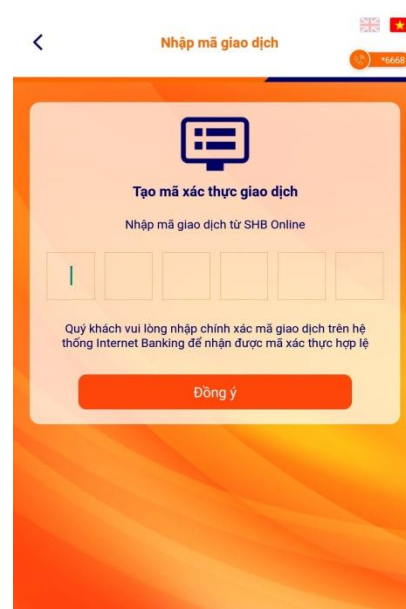 Nhập mã giao dịch
*6668
Tạo mã xác thực giao dịch
Nhập mã giao dịch từ SHB Online
Quý khách vui lòng nhập chính xác mã giao dịch trên hệ
thống Internet Banking để nhận được mã xác thực hợp lệ
Đồng ý